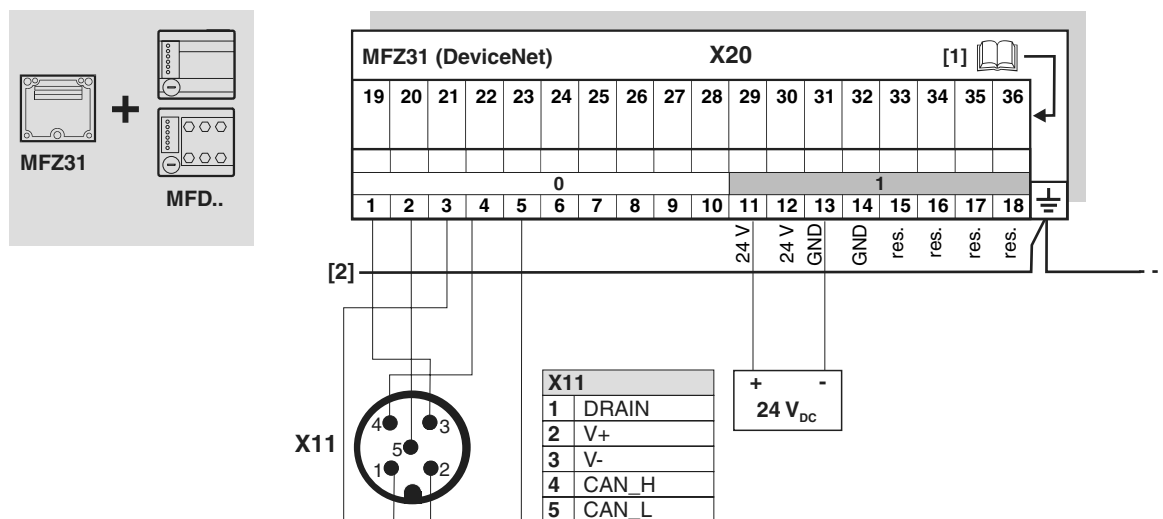 MFZ31
+
MFD..
MFZ31 (DeviceNet) X20 [1]
19 20 21 22 23 24 25 26 27 28 29 30 31 32 33 34 35 36
0 1
1 2 3 4 5 6 7 8 9 10 11 12 13 14 15 16 17 18
24 V 24 V GND GND res. res. res. res.
[2]
+ -
24 VDC
X11
4 3
5
1 2
X11
1 DRAIN
2 V+
3 V-
4 CAN_H
5 CAN_L